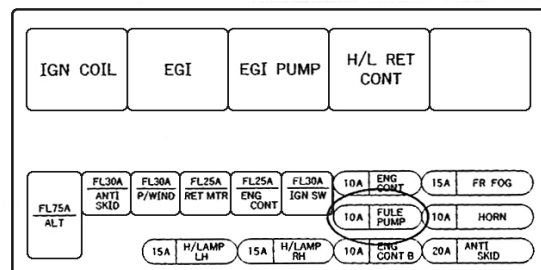 IGN COIL
EGI
EGI PUMP
H/L RET
CONT
FL75A
ALT
FL30A
ANTI
SKID
FL30A
P/WIND
FL25A
RET MTR
FL25A
ENG
CONT
FL30A
IGN SW
10A ENG
CONT
15A FR FOG
10A FULE
PUMP
10A HORN
15A H/LAMP
LH
15A H/LAMP
RH
10A ENG
CONT B
20A ANTI
SKID